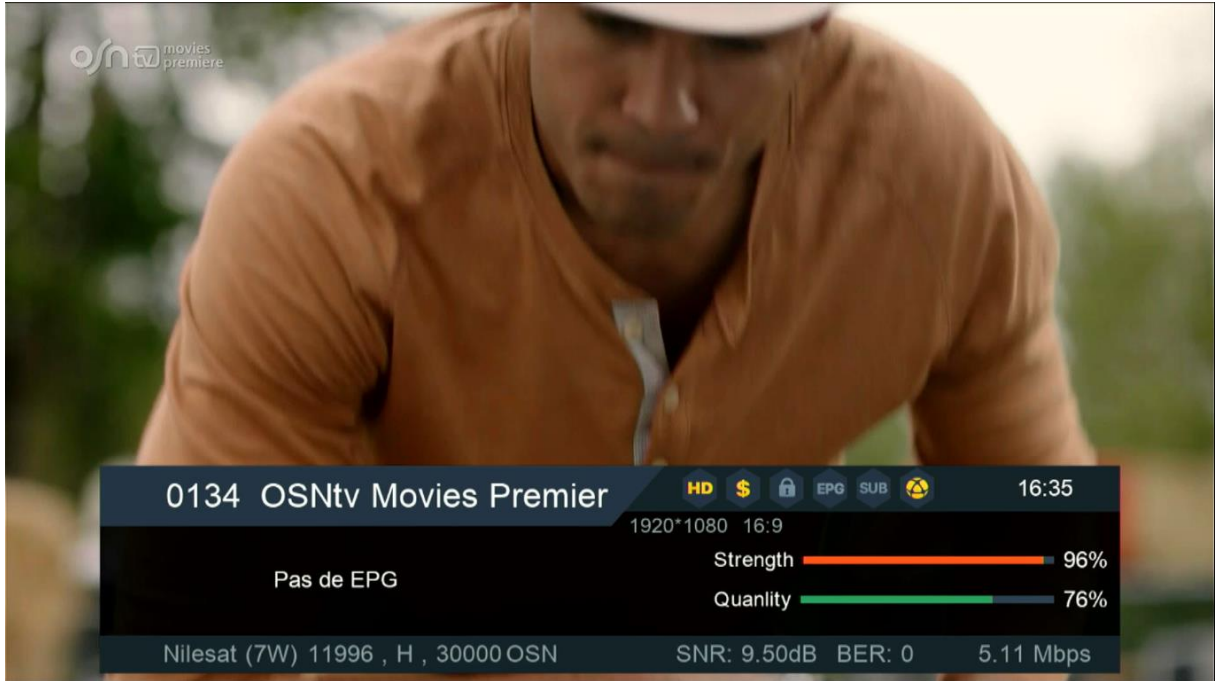 osn tv movies premiere
0134 OSNtv Movies Premier HD $ EPG SUB 16:35
1920*1080 16:9
Pas de EPG
Strength 96%
Quanlity 76%
Nilesat (7W) 11996 , H , 30000 OSN SNR: 9.50dB BER: 0 5.11 Mbps